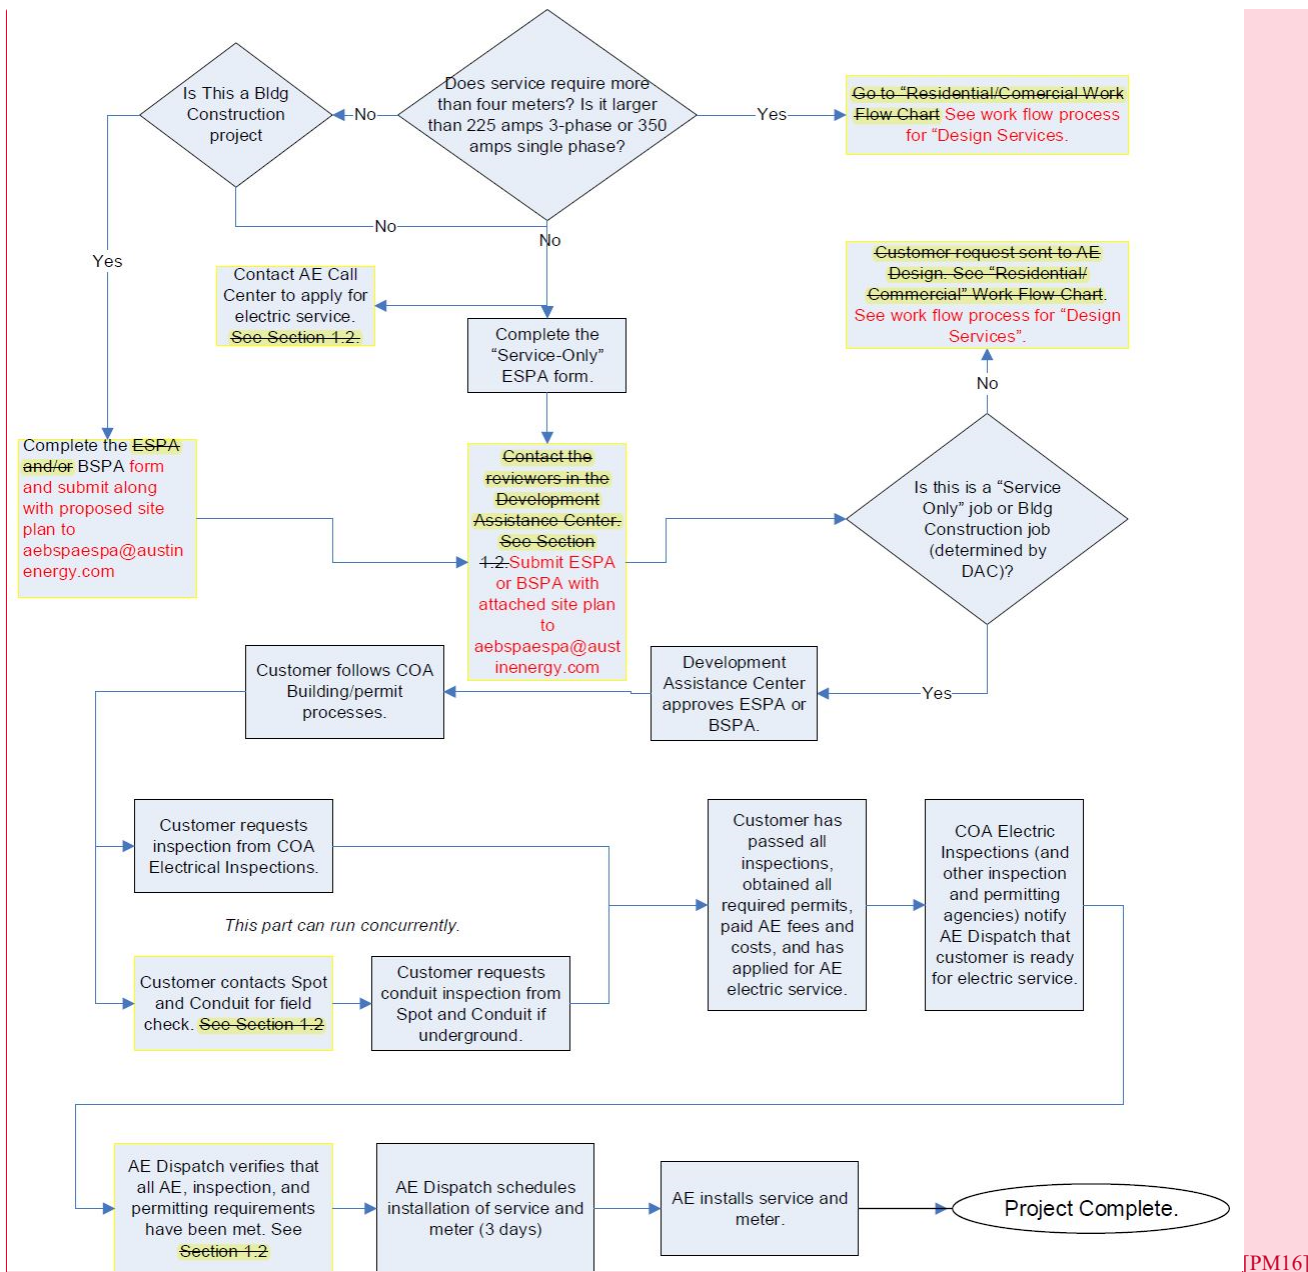 Is This a Bldg
Construction
project
No
Does service require more
than four meters? Is it larger
than 225 amps 3-phase or 350
amps single phase?
Yes
Go to “Residential/Comercial Work
Flow Chart See work flow process
for “Design Services.
No
No
Yes
Contact AE Call
Center to apply for
electric service.
See Section 1.2.
Complete the
“Service-Only”
ESPA form.
Customer request sent to AE
Design. See “Residential/
Commercial” Work Flow Chart.
See work flow process for “Design
Services”.
No
Complete the ESPA
and/or BSPA form
and submit along
with proposed site
plan to
aebspaespa@austin
energy.com
Contact the
reviewers in the
Development
Assistance Center.
See Section
1.2.Submit ESPA
or BSPA with
attached site plan
to
aebspaespa@aust
inenergy.com
Is this is a “Service
Only” job or Bldg
Construction job
(determined by
DAC)?
Yes
Development
Assistance Center
approves ESPA or
BSPA.
Customer follows COA
Building/permit
processes.
Customer requests
inspection from COA
Electrical Inspections.
This part can run concurrently.
Customer contacts Spot
and Conduit for field
check. See Section 1.2
Customer requests
conduit inspection from
Spot and Conduit if
underground.
Customer has
passed all
inspections,
obtained all
required permits,
paid AE fees and
costs, and has
applied for AE
electric service.
COA Electric
Inspections (and
other inspection
and permitting
agencies) notify
AE Dispatch that
customer is ready
for electric service.
AE Dispatch verifies that
all AE, inspection, and
permitting requirements
have been met. See
Section 1.2
AE Dispatch schedules
installation of service and
meter (3 days)
AE installs service and
meter.
Project Complete.
[PM16]